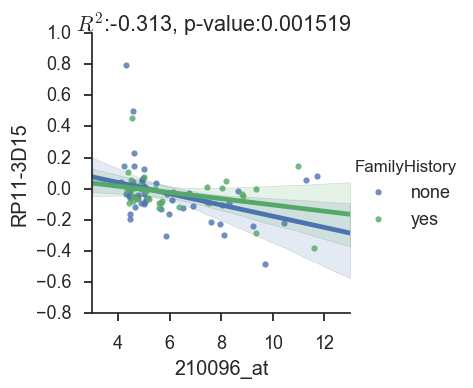 R²:-0.313, p-value:0.001519
1.0
0.8
0.6
0.4
0.2
0.0
−0.2
−0.4
−0.6
−0.8
RP11-3D15
4 6 8 10 12
210096_at
FamilyHistory
none
yes